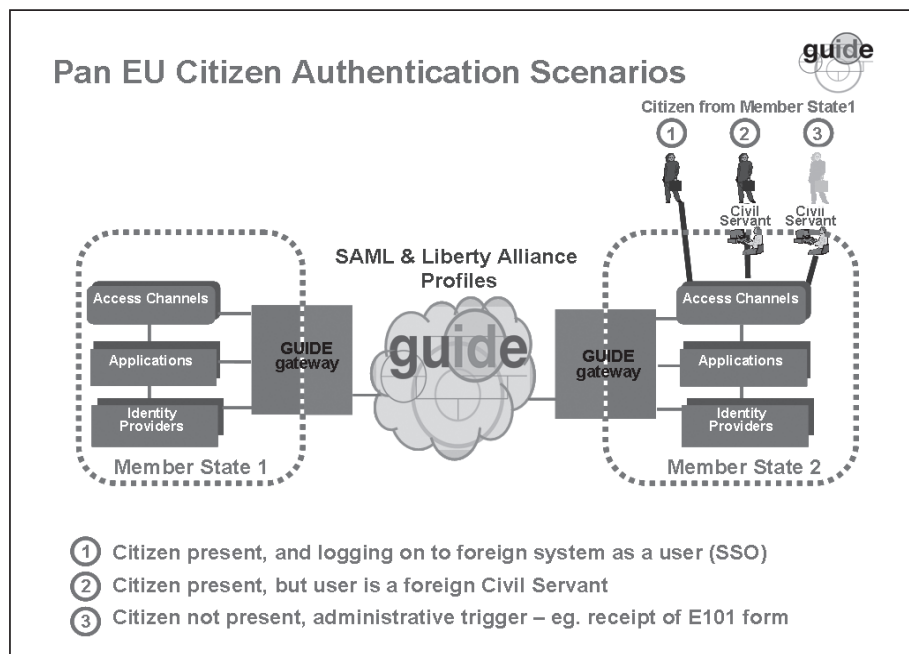 guide
Pan EU Citizen Authentication Scenarios
Citizen from Member State1
1 2 3
Civil
Servant
Civil
Servant
SAML & Liberty Alliance
Profiles
Access Channels
Applications
Identity
Providers
GUIDE
gateway
Member State 1
guide
GUIDE
gateway
Access Channels
Applications
Identity
Providers
Member State 2
1 Citizen present, and logging on to foreign system as a user (SSO)
2 Citizen present, but user is a foreign Civil Servant
3 Citizen not present, administrative trigger – eg. receipt of E101 form